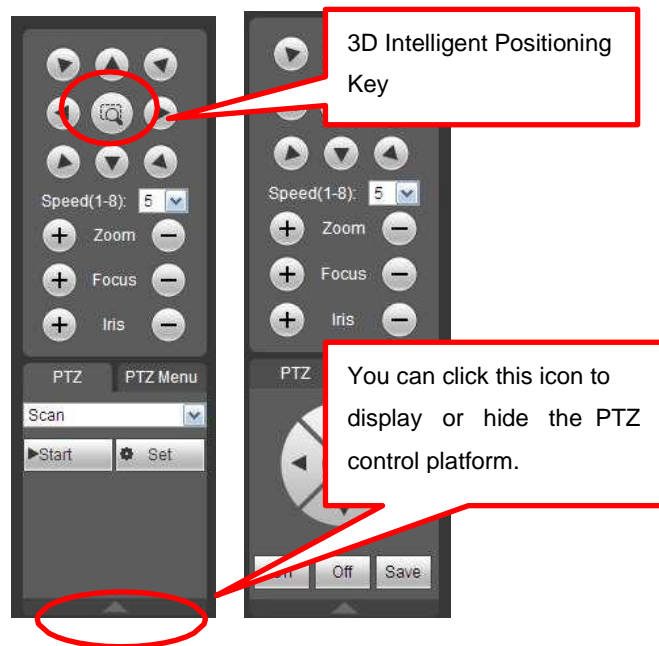 3D Intelligent Positioning
Key
Speed(1-8): 5
Zoom
Focus
Iris
PTZ PTZ Menu
Scan
Start Set
Speed(1-8): 5
Zoom
Focus
Iris
PTZ
You can click this icon to
display or hide the PTZ
control platform.
Off Save